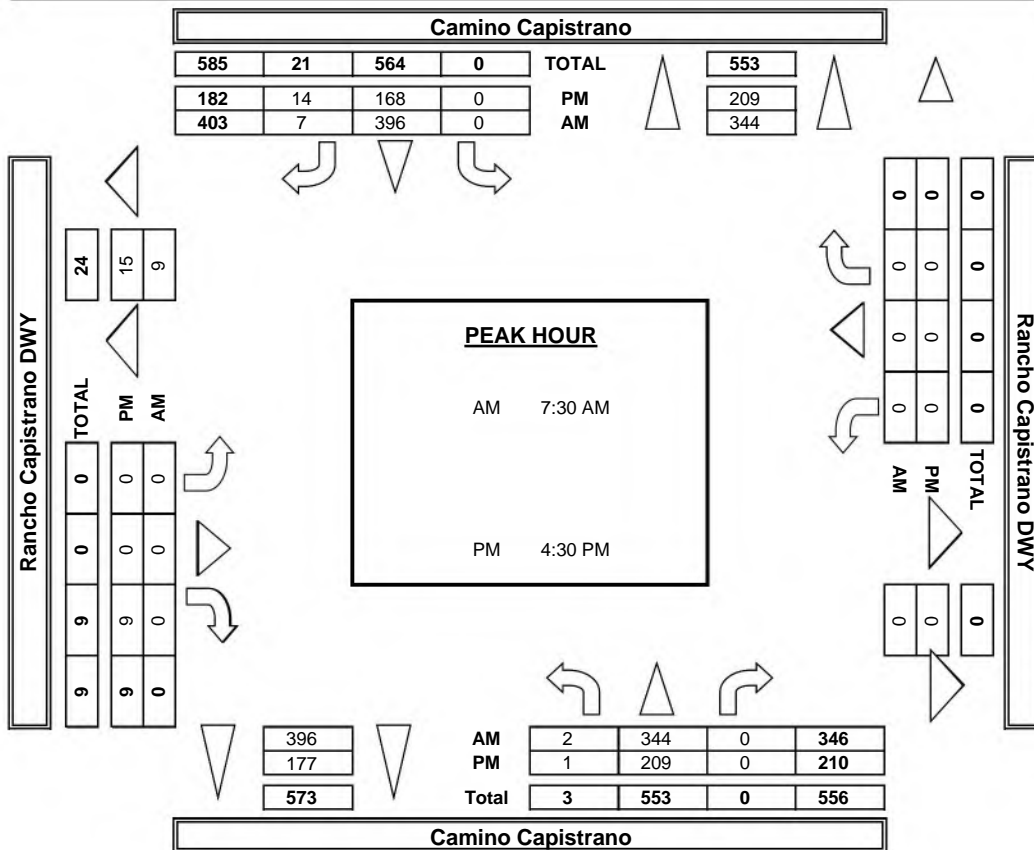 Camino Capistrano
585 21 564 0 TOTAL 553
182 14 168 0 PM 209
403 7 396 0 AM 344
Rancho Capistrano DWY
24 15 9
TOTAL PM AM
0 0 0
0 0 0
9 9 0
9 9 0
PEAK HOUR
AM 7:30 AM
PM 4:30 PM
0 0 0
0 0 0
0 0 0
0 0 0
AM PM TOTAL
0 0 0
Rancho Capistrano DWY
396 AM 2 344 0 346
177 PM 1 209 0 210
573 Total 3 553 0 556
Camino Capistrano